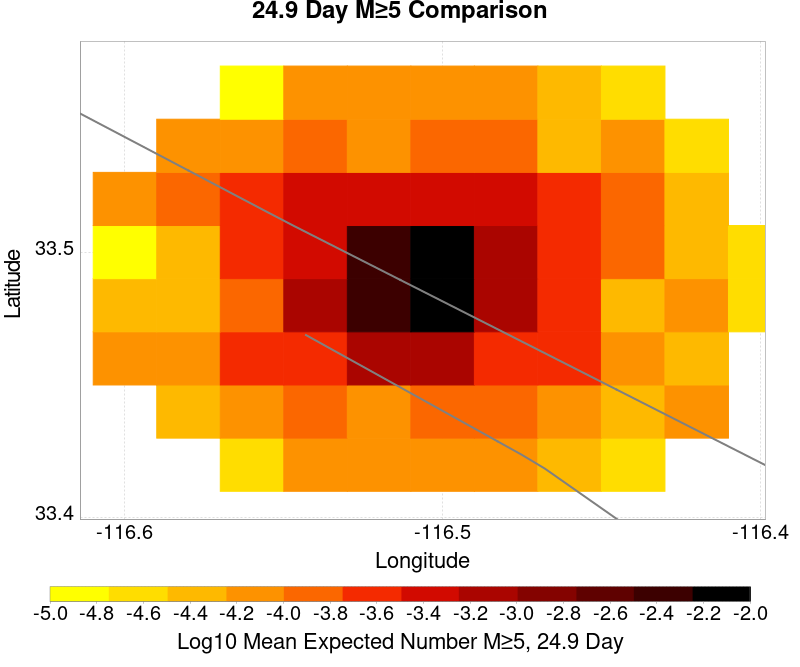 24.9 Day M≥5 Comparison
Latitude
33.5
33.4
-116.6 -116.5 -116.4
Longitude
-5.0 -4.8 -4.6 -4.4 -4.2 -4.0 -3.8 -3.6 -3.4 -3.2 -3.0 -2.8 -2.6 -2.4 -2.2 -2.0
Log10 Mean Expected Number M≥5, 24.9 Day